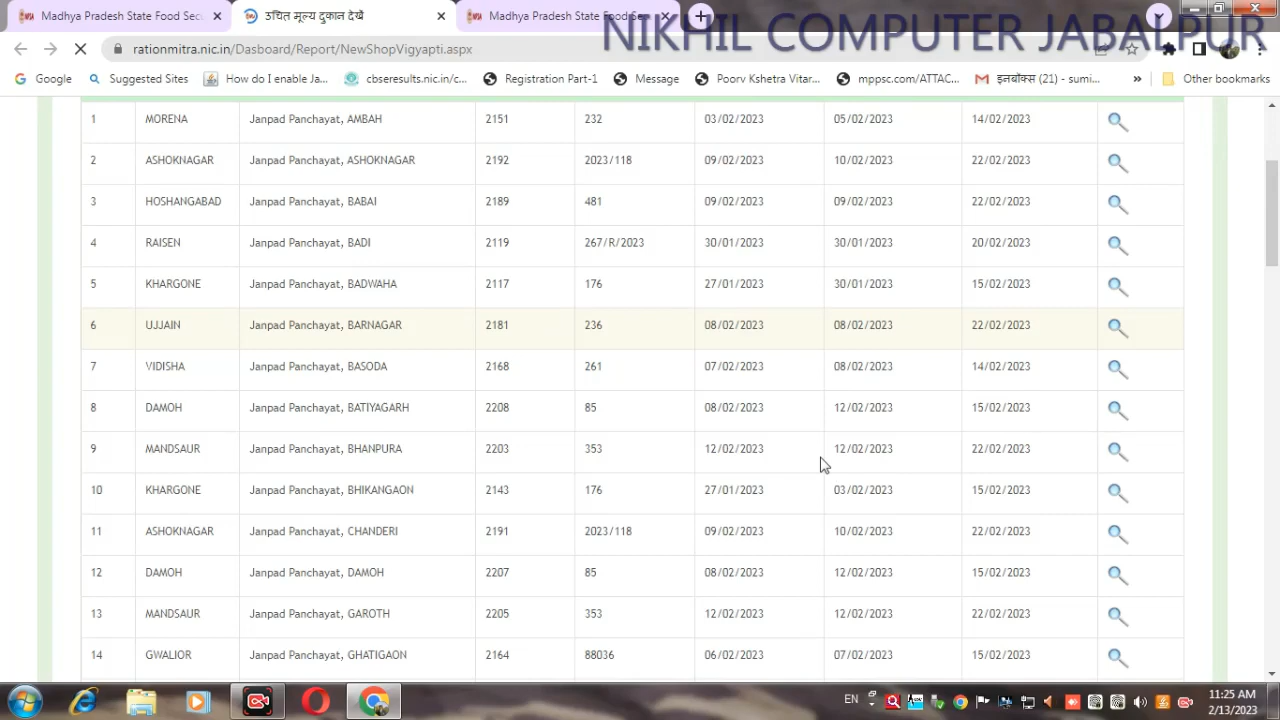 Madhya Pradesh State Food Secu
उचित मूल्य दुकान देखें
Madhya Pradesh State Food Sec
NIKHIL COMPUTER JABALPUR
rationmitra.nic.in/Dasboard/Report/NewShopVigyapti.aspx
Google Suggested Sites How do I enable Ja... cbseresults.nic.in/c... Registration Part-1 Message Poorv Kshetra Vitar... mppsc.com/ATTAC... इनबॉक्स (21) - sumi... » Other bookmarks
1 MORENA Janpad Panchayat, AMBAH 2151 232 03/02/2023 05/02/2023 14/02/2023
2 ASHOKNAGAR Janpad Panchayat, ASHOKNAGAR 2192 2023/118 09/02/2023 10/02/2023 22/02/2023
3 HOSHANGABAD Janpad Panchayat, BABAI 2189 481 09/02/2023 09/02/2023 22/02/2023
4 RAISEN Janpad Panchayat, BADI 2119 267/R/2023 30/01/2023 30/01/2023 20/02/2023
5 KHARGONE Janpad Panchayat, BADWAHA 2117 176 27/01/2023 30/01/2023 15/02/2023
6 UJJAIN Janpad Panchayat, BARNAGAR 2181 236 08/02/2023 08/02/2023 22/02/2023
7 VIDISHA Janpad Panchayat, BASODA 2168 261 07/02/2023 08/02/2023 14/02/2023
8 DAMOH Janpad Panchayat, BATIYAGARH 2208 85 08/02/2023 12/02/2023 15/02/2023
9 MANDSAUR Janpad Panchayat, BHANPURA 2203 353 12/02/2023 12/02/2023 22/02/2023
10 KHARGONE Janpad Panchayat, BHIKANGAON 2143 176 27/01/2023 03/02/2023 15/02/2023
11 ASHOKNAGAR Janpad Panchayat, CHANDERI 2191 2023/118 09/02/2023 10/02/2023 22/02/2023
12 DAMOH Janpad Panchayat, DAMOH 2207 85 08/02/2023 12/02/2023 15/02/2023
13 MANDSAUR Janpad Panchayat, GAROTH 2205 353 12/02/2023 12/02/2023 22/02/2023
14 GWALIOR Janpad Panchayat, GHATIGAON 2164 88036 06/02/2023 07/02/2023 15/02/2023
EN
11:25 AM
2/13/2023